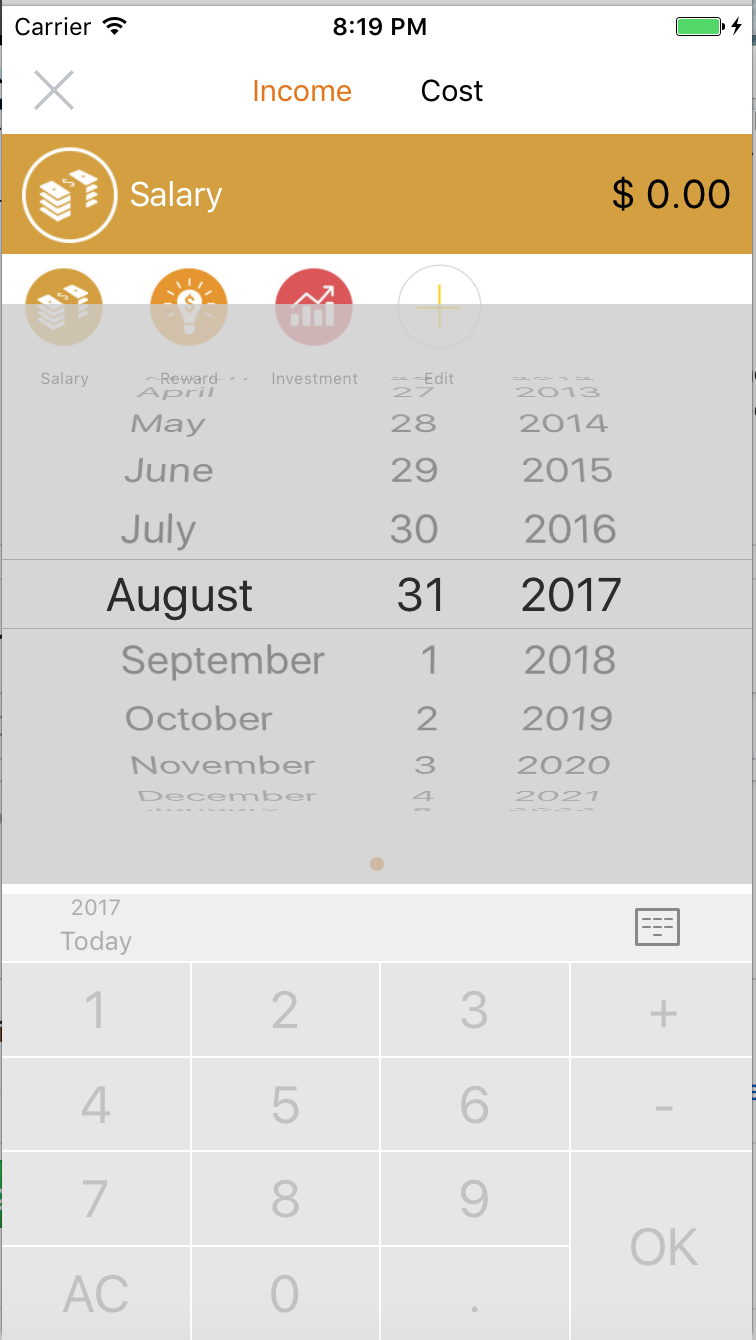 Carrier 8:19 PM
Income Cost
Salary $ 0.00
Salary Reward Investment Edit
April 27 2013
May 28 2014
June 29 2015
July 30 2016
August 31 2017
September 1 2018
October 2 2019
November 3 2020
December 4 2021
2017
Today
1 2 3 +
4 5 6 -
7 8 9
OK
AC 0 .